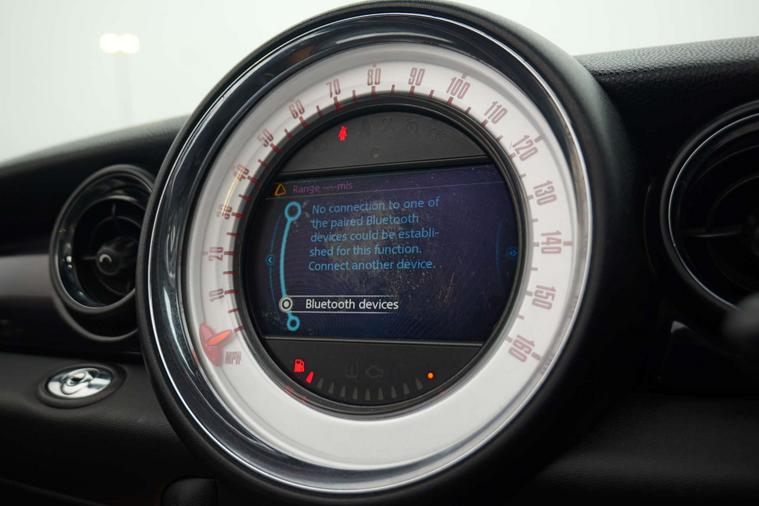 10
20
30
40
50
60
70
80
90
100
110
120
130
140
150
160
MPH
Range ---mls
No connection to one of
the paired Bluetooth
devices could be establi-
shed for this function.
Connect another device.
Bluetooth devices